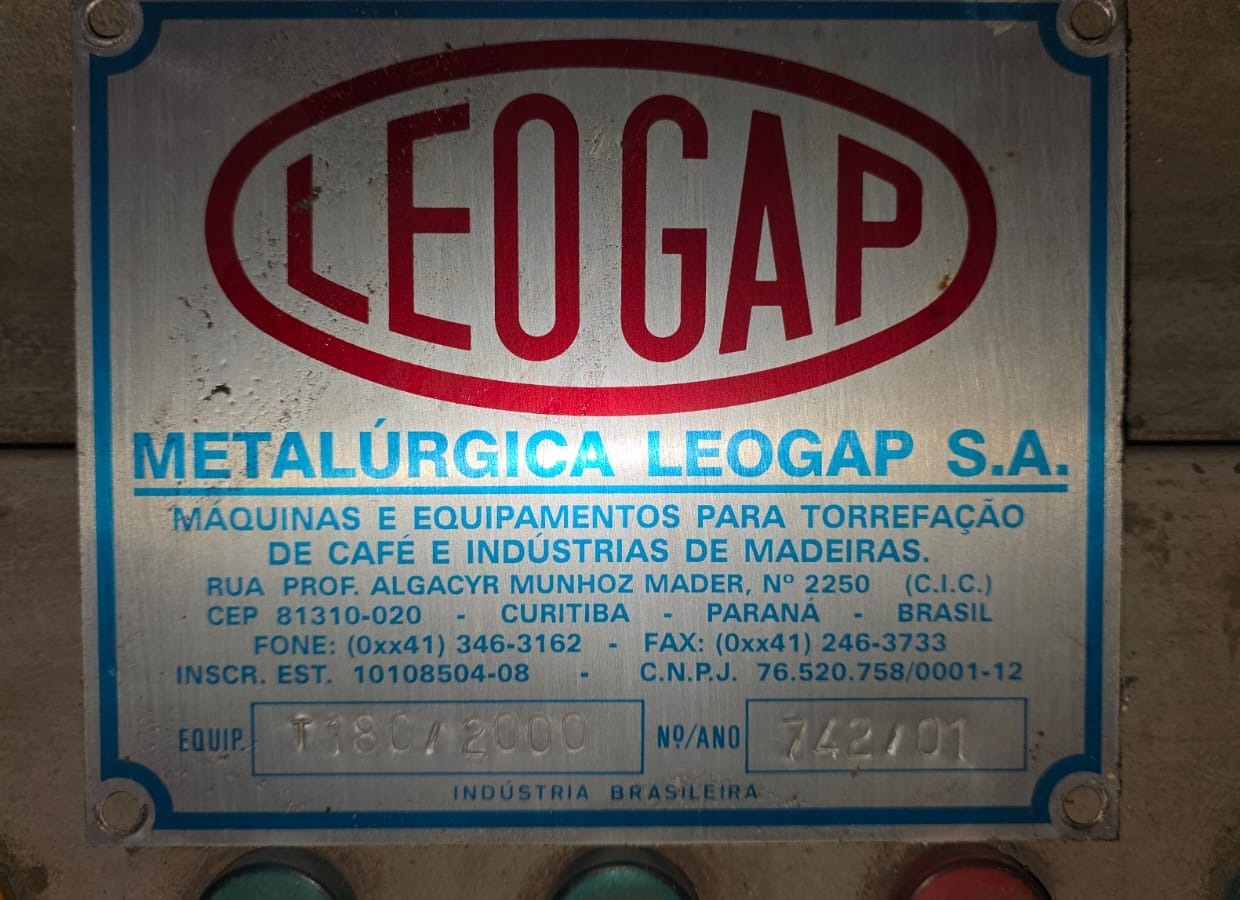 LEOGAP
METALÚRGICA LEOGAP S.A.
MÁQUINAS E EQUIPAMENTOS PARA TORREFAÇÃO
DE CAFÉ E INDÚSTRIAS DE MADEIRAS.
RUA PROF. ALGACYR MUNHOZ MADER, Nº 2250 (C.I.C.)
CEP 81310-020 - CURITIBA - PARANÁ - BRASIL
FONE: (0xx41) 346-3162 - FAX: (0xx41) 246-3733
INSCR. EST. 10108504-08 - C.N.P.J. 76.520.758/0001-12
EQUIP. T180/2000 Nº/ANO 742/01
INDÚSTRIA BRASILEIRA